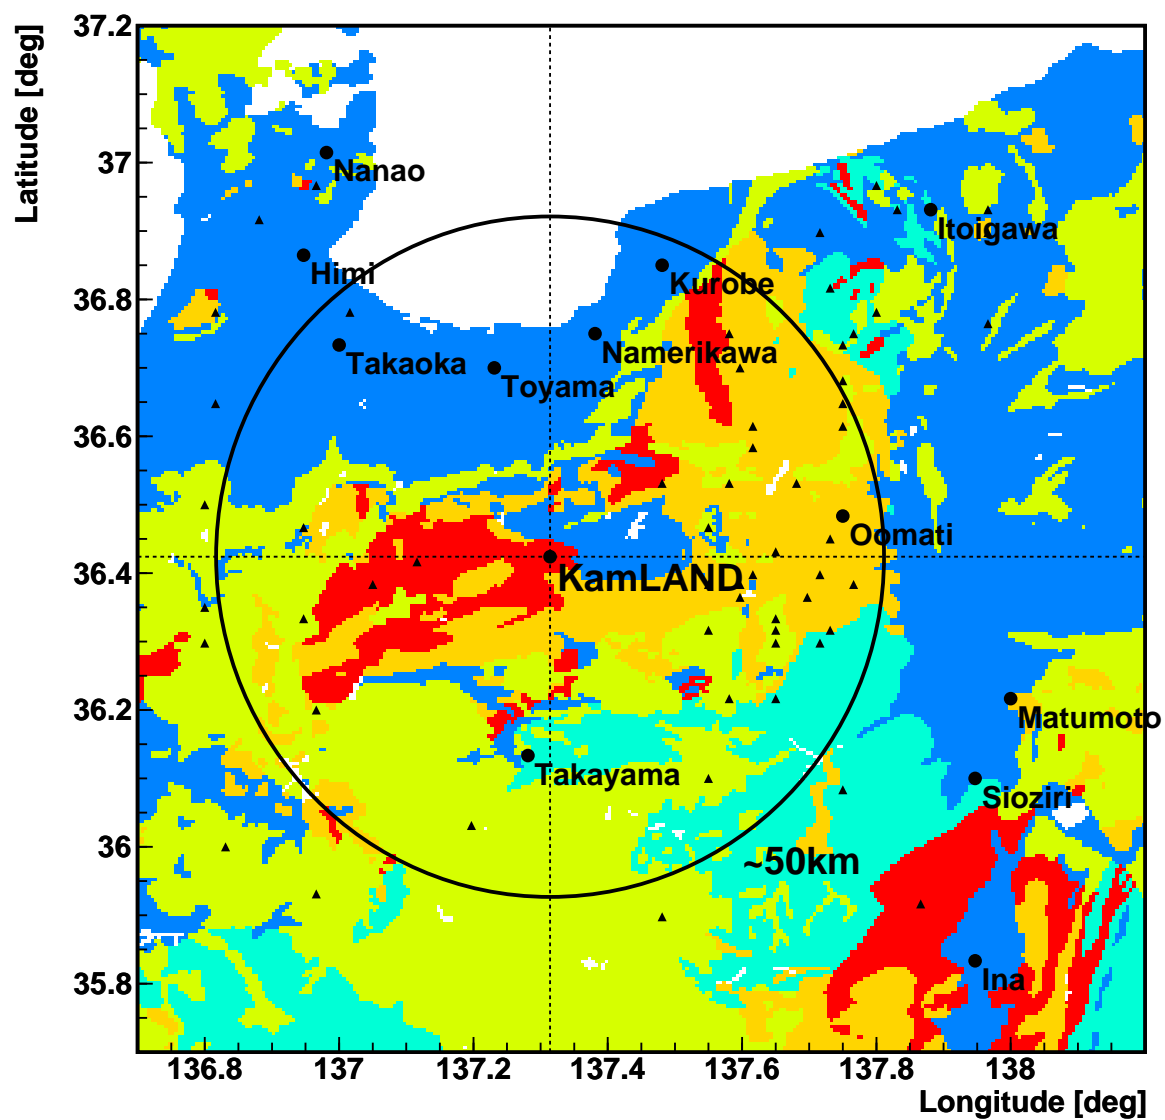 37.2
Latitude [deg]
Nanao
37
Itoigawa
Himi
Kurobe
36.8
Takaoka
Toyama
Namerikawa
36.6
Oomati
KamLAND
36.4
36.2
Matumoto
Takayama
Sioziri
36
~50km
35.8
Ina
136.8 137 137.2 137.4 137.6 137.8 138
Longitude [deg]